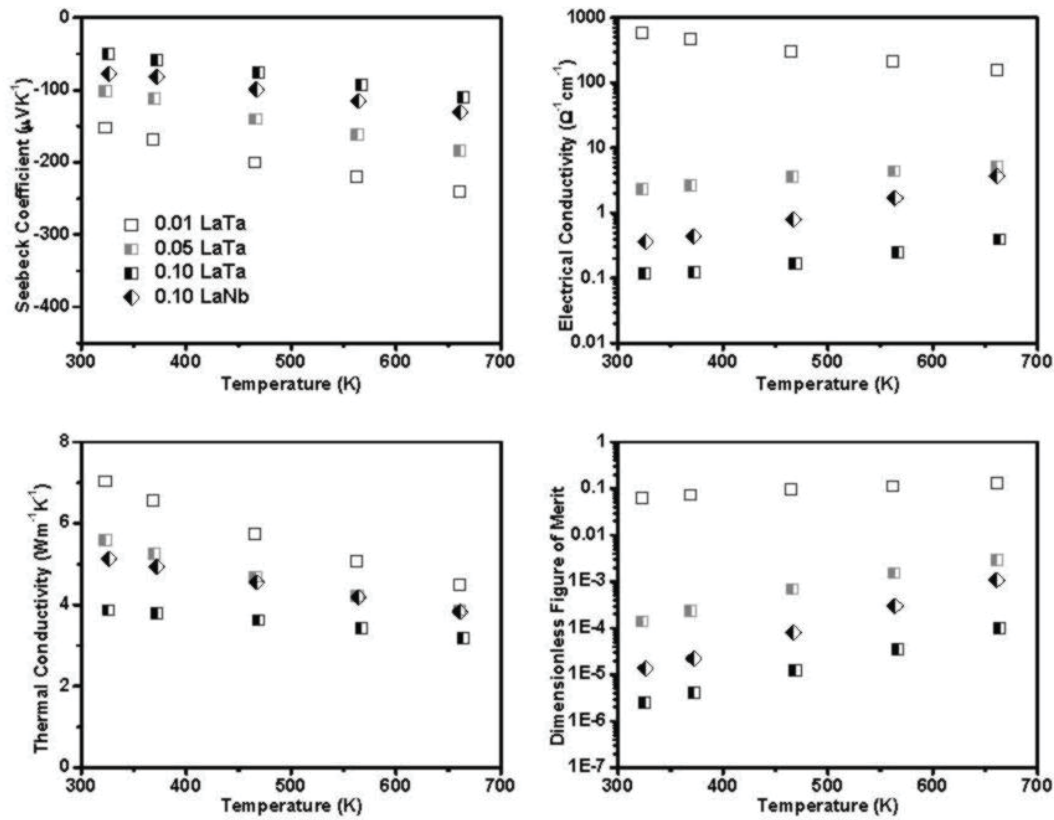 0
-100
-200
-300
-400
Seebeck Coefficient (µVK⁻¹)
0.01 LaTa
0.05 LaTa
0.10 LaTa
0.10 LaNb
300 400 500 600 700
Temperature (K)
1000
100
10
1
0.1
0.01
Electrical Conductivity (Ω⁻¹cm⁻¹)
300 400 500 600 700
Temperature (K)
8
6
4
2
0
Thermal Conductivity (Wm⁻¹K⁻¹)
300 400 500 600 700
Temperature (K)
1
0.1
0.01
1E-3
1E-4
1E-5
1E-6
1E-7
Dimensionless Figure of Merit
300 400 500 600 700
Temperature (K)